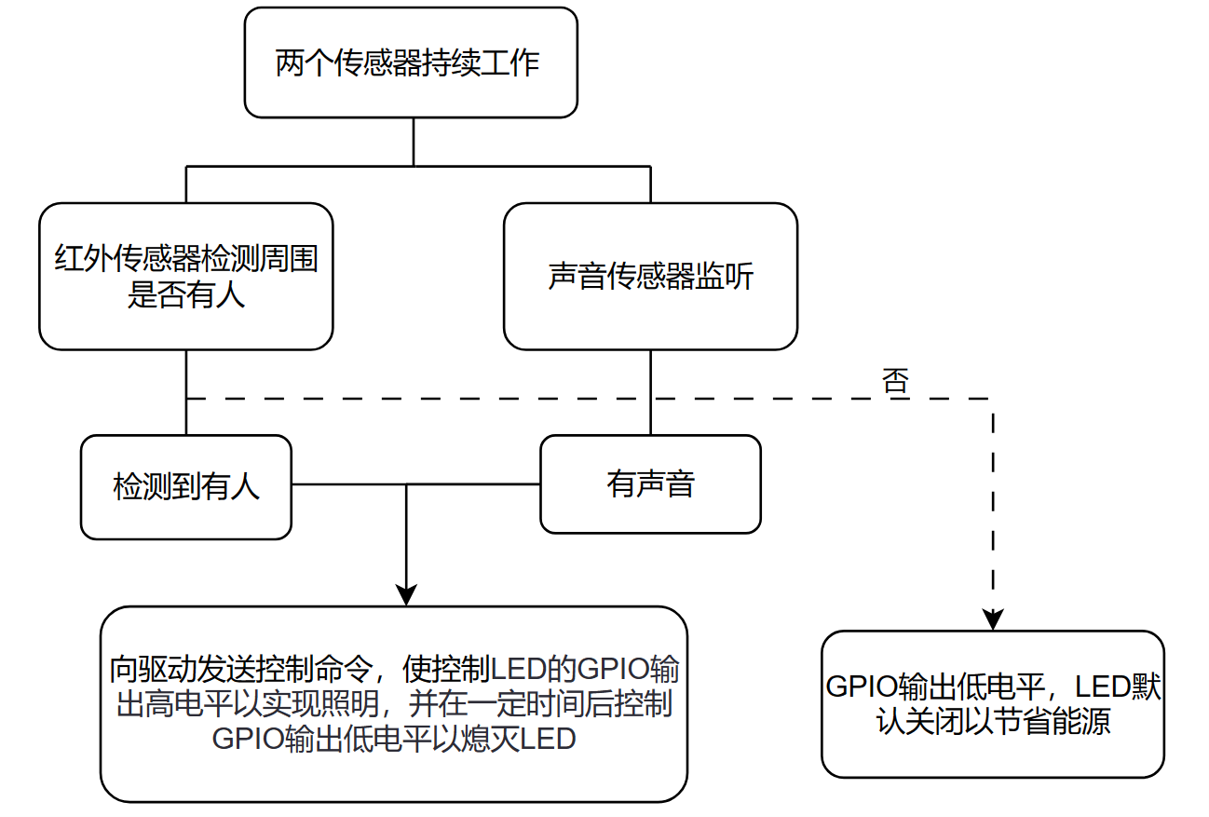 两个传感器持续工作
红外传感器检测周围
是否有人
声音传感器监听
否
检测到有人
有声音
向驱动发送控制命令，使控制LED的GPIO输
出高电平以实现照明，并在一定时间后控制
GPIO输出低电平以熄灭LED
GPIO输出低电平，LED默
认关闭以节省能源